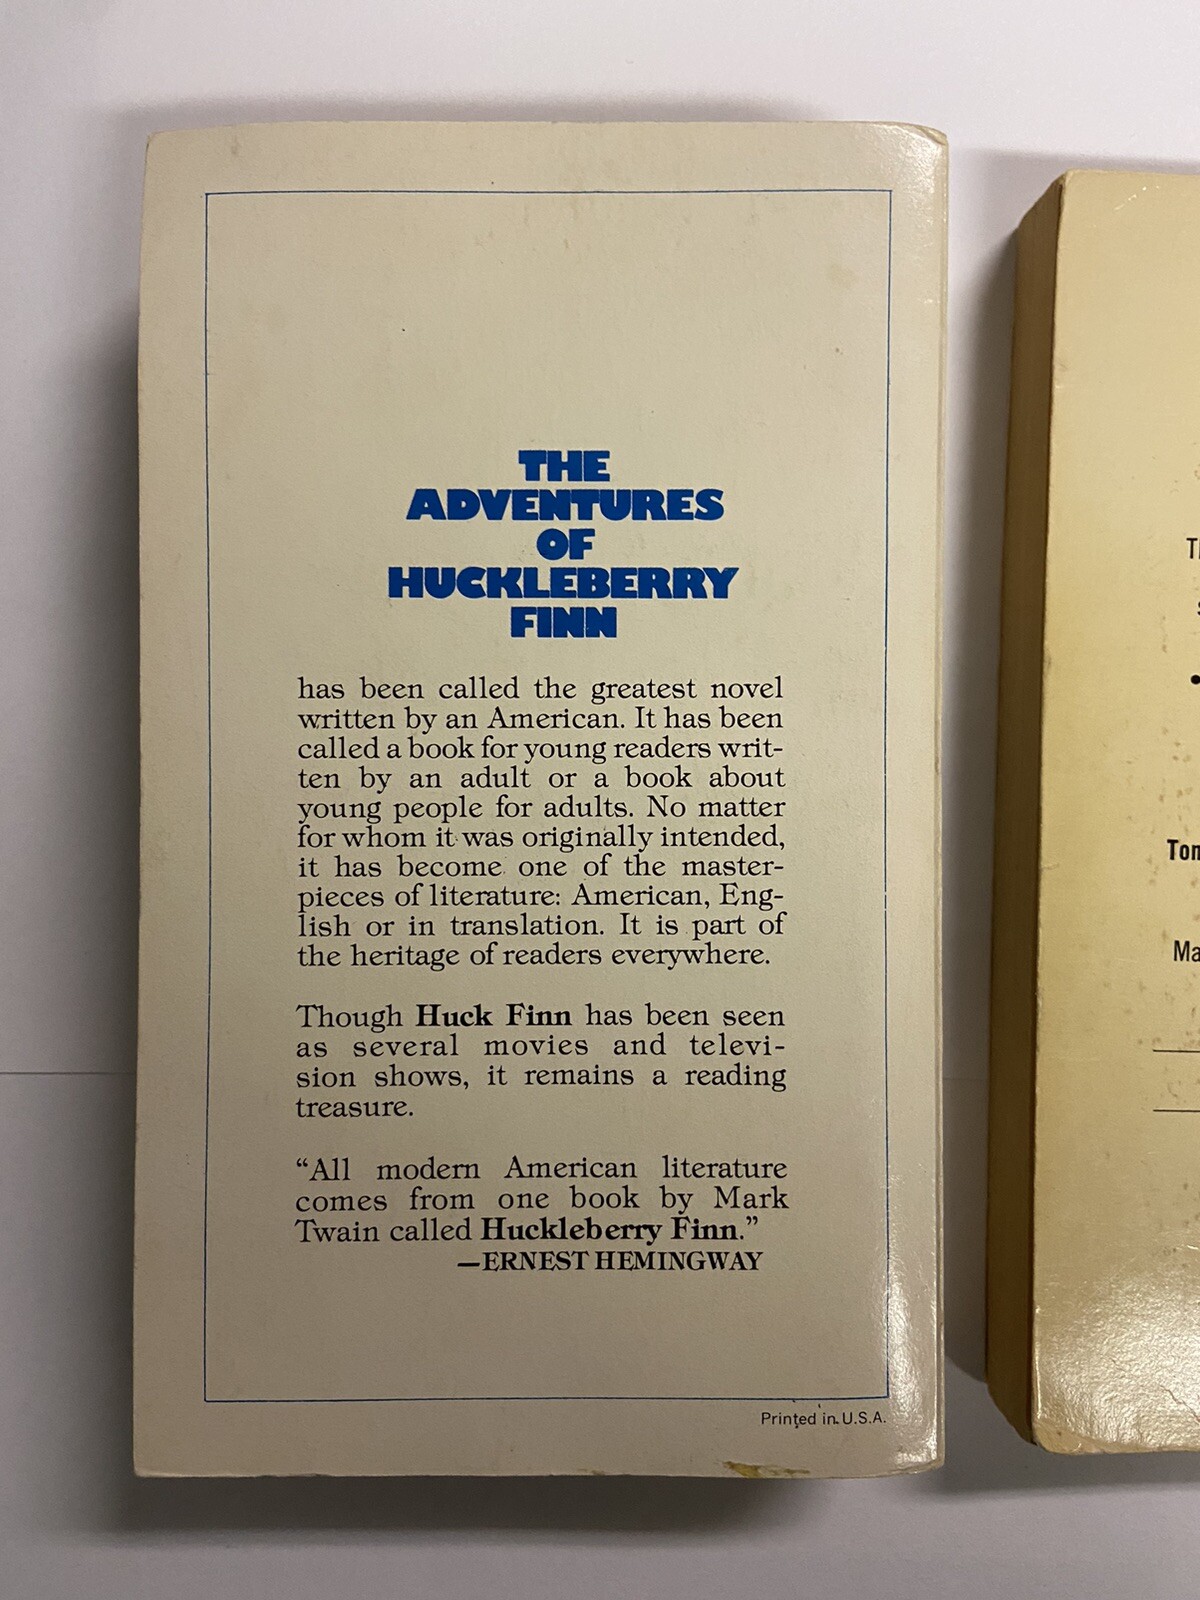 THE
ADVENTURES
OF
HUCKLEBERRY
FINN
has been called the greatest novel
written by an American. It has been
called a book for young readers writ-
ten by an adult or a book about
young people for adults. No matter
for whom it was originally intended,
it has become one of the master-
pieces of literature: American, Eng-
lish or in translation. It is part of
the heritage of readers everywhere.
Though Huck Finn has been seen
as several movies and televi-
sion shows, it remains a reading
treasure.
“All modern American literature
comes from one book by Mark
Twain called Huckleberry Finn.”
—ERNEST HEMINGWAY
Printed in U.S.A.